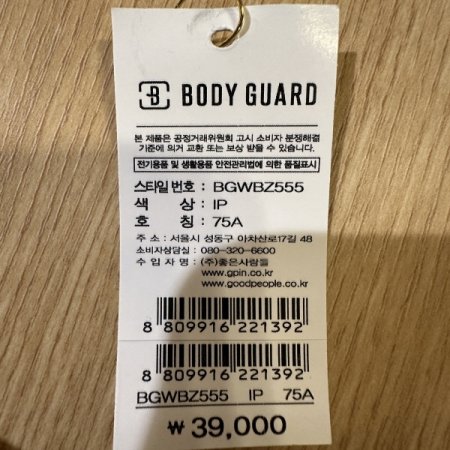 B BODY GUARD
본 제품은 공정거래위원회 고시 소비자 분쟁해결
기준에 의거 교환 또는 보상 받을 수 있습니다.
전기용품 및 생활용품 안전관리법에 의한 품질표시
스타일 번호 : BGWBZ555
색 상 : IP
호 칭 : 75A
주 소 : 서울시 성동구 아차산로17길 48
소비자상담실 : 080-320-6600
수 입 자 명 : (주)좋은사람들
www.gpin.co.kr
www.goodpeople.co.kr
8 809916 221392
8 809916 221392
BGWBZ555 IP 75A
₩ 39,000